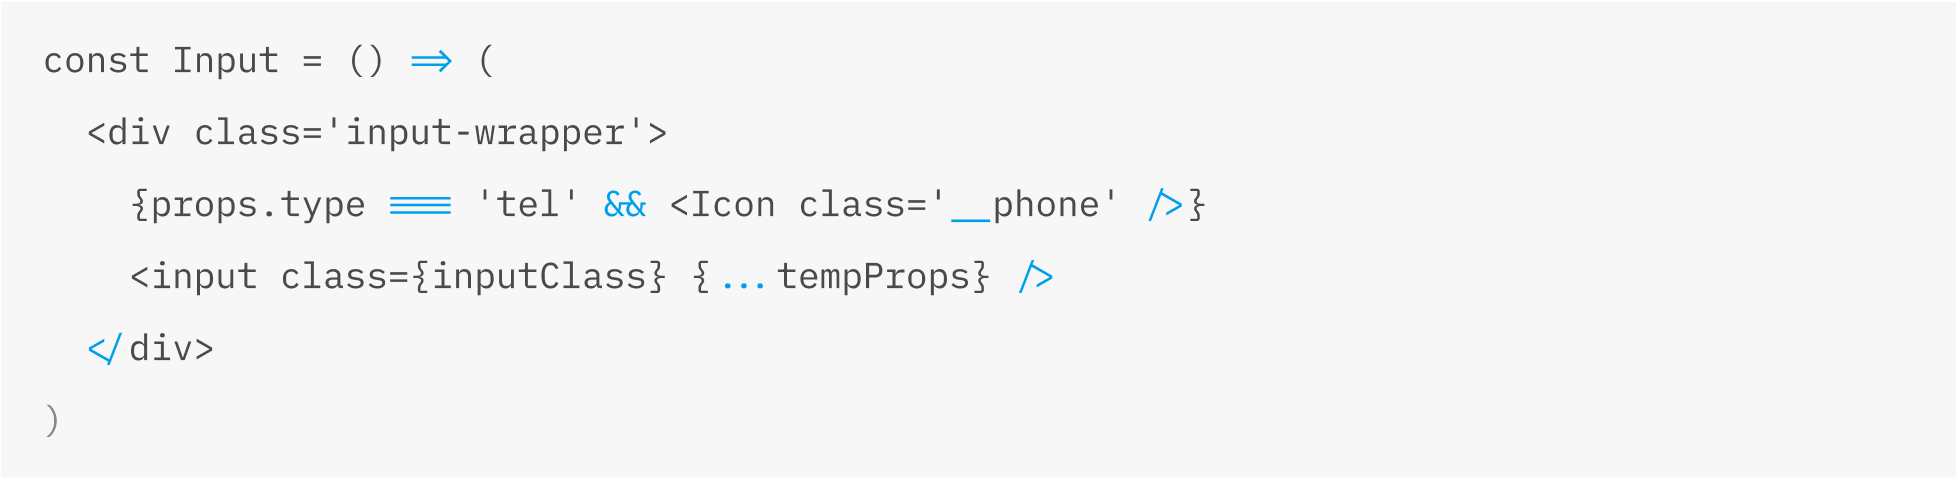 const Input = () => (
  <div class='input-wrapper'>
    {props.type === 'tel' && <Icon class='__phone' />}
    <input class={inputClass} {...tempProps} />
  </div>
)